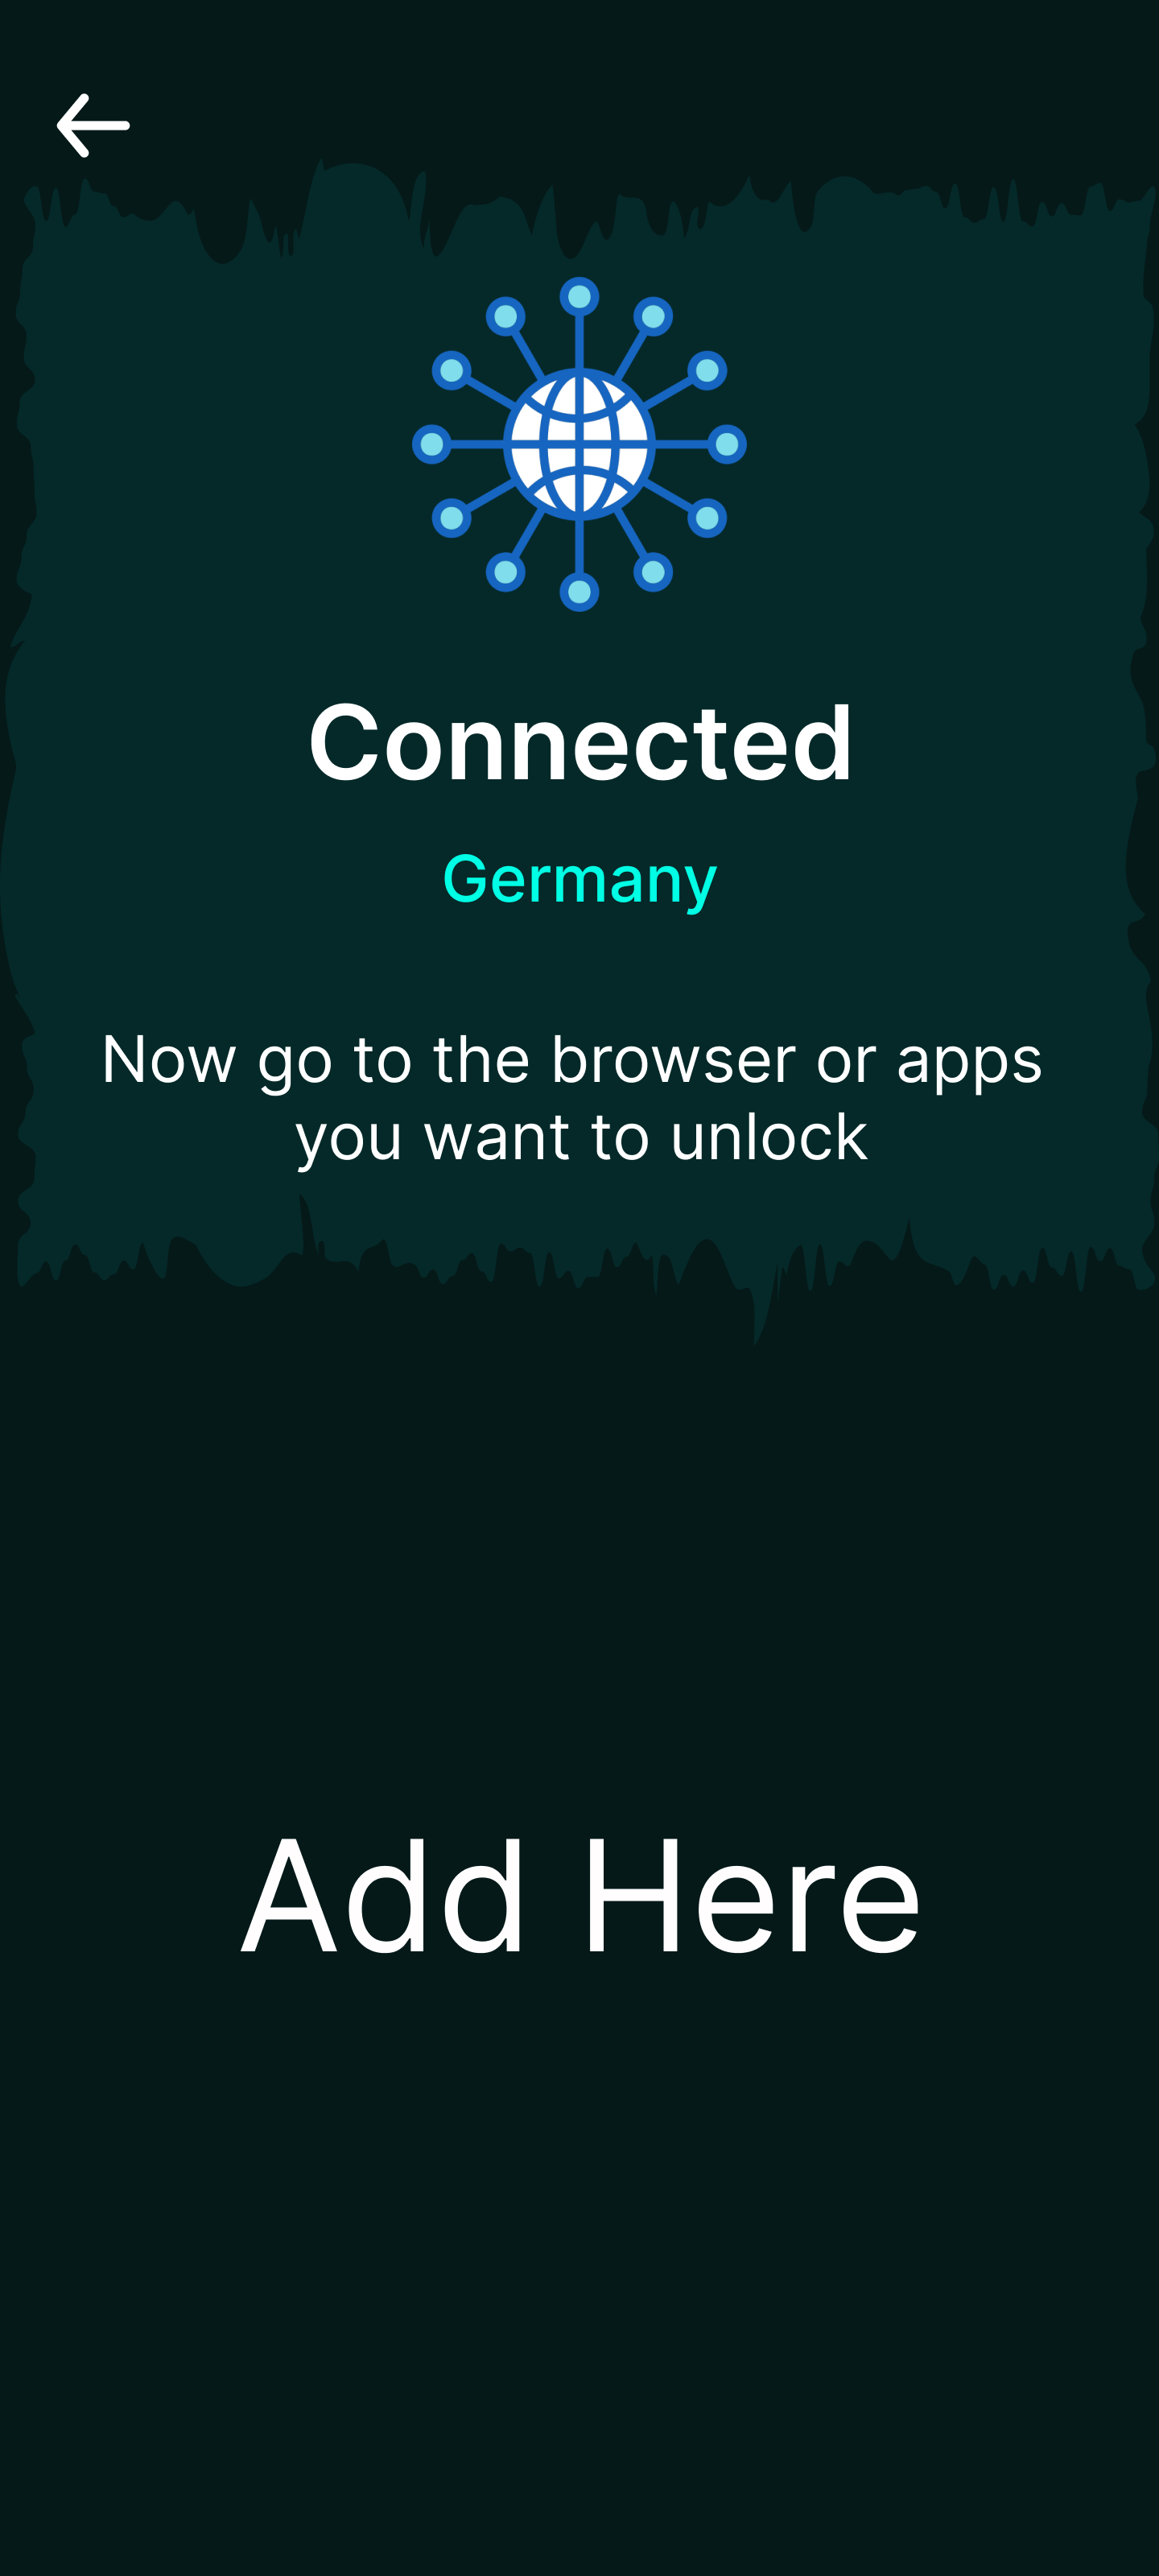 Connected
Germany
Now go to the browser or apps
you want to unlock
Add Here